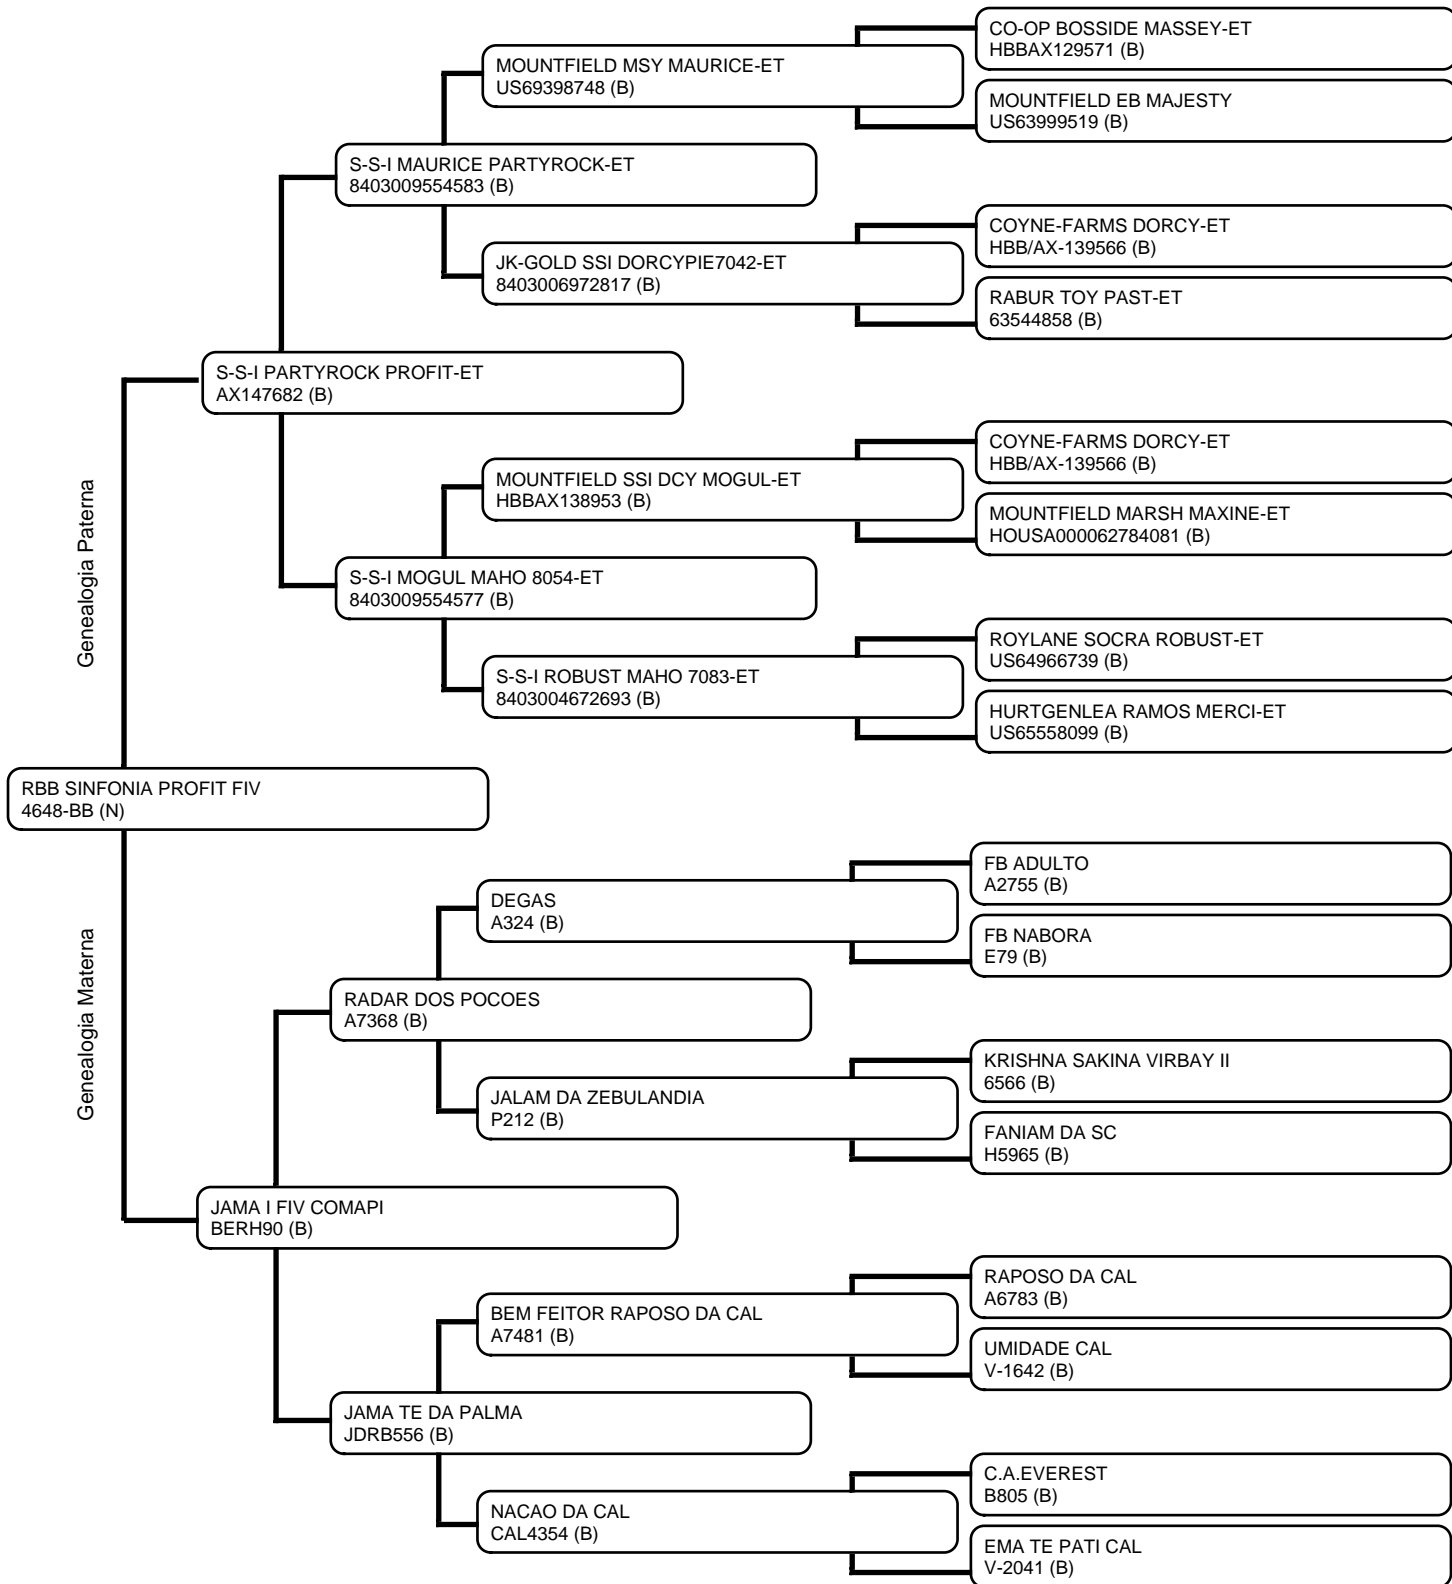 CO-OP BOSSIDE MASSEY-ET
HBBAX129571 (B)
MOUNTFIELD MSY MAURICE-ET
US69398748 (B)
MOUNTFIELD EB MAJESTY
US63999519 (B)
S-S-I MAURICE PARTYROCK-ET
8403009554583 (B)
COYNE-FARMS DORCY-ET
HBB/AX-139566 (B)
JK-GOLD SSI DORCYPIE7042-ET
8403006972817 (B)
RABUR TOY PAST-ET
63544858 (B)
S-S-I PARTYROCK PROFIT-ET
AX147682 (B)
COYNE-FARMS DORCY-ET
HBB/AX-139566 (B)
MOUNTFIELD SSI DCY MOGUL-ET
HBBAX138953 (B)
MOUNTFIELD MARSH MAXINE-ET
HOUSA000062784081 (B)
Genealogia Paterna
S-S-I MOGUL MAHO 8054-ET
8403009554577 (B)
ROYLANE SOCRA ROBUST-ET
US64966739 (B)
S-S-I ROBUST MAHO 7083-ET
8403004672693 (B)
HURTGENLEA RAMOS MERCI-ET
US65558099 (B)
RBB SINFONIA PROFIT FIV
4648-BB (N)
FB ADULTO
A2755 (B)
DEGAS
A324 (B)
FB NABORA
E79 (B)
Genealogia Materna
RADAR DOS POCOES
A7368 (B)
KRISHNA SAKINA VIRBAY II
6566 (B)
JALAM DA ZEBULANDIA
P212 (B)
FANIAM DA SC
H5965 (B)
JAMA I FIV COMAPI
BERH90 (B)
RAPOSO DA CAL
A6783 (B)
BEM FEITOR RAPOSO DA CAL
A7481 (B)
UMIDADE CAL
V-1642 (B)
JAMA TE DA PALMA
JDRB556 (B)
C.A.EVEREST
B805 (B)
NACAO DA CAL
CAL4354 (B)
EMA TE PATI CAL
V-2041 (B)